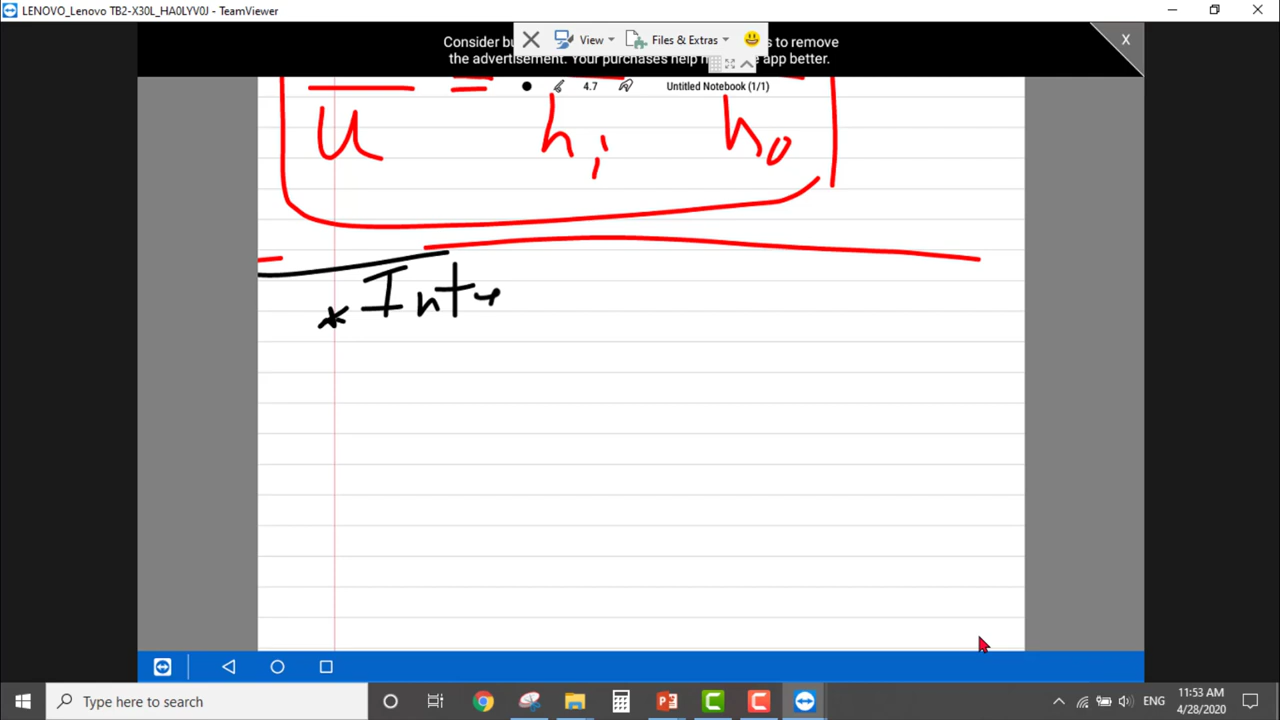 LENOVO_Lenovo TB2-X30L_HA0LYV0J - TeamViewer
View
Files & Extras
Consider
to remove
the advertisement. Your purchases help
app better.
X
4.7
Untitled Notebook (1/1)
U = hi h0
* Int
Type here to search
ENG
11:53 AM
4/28/2020